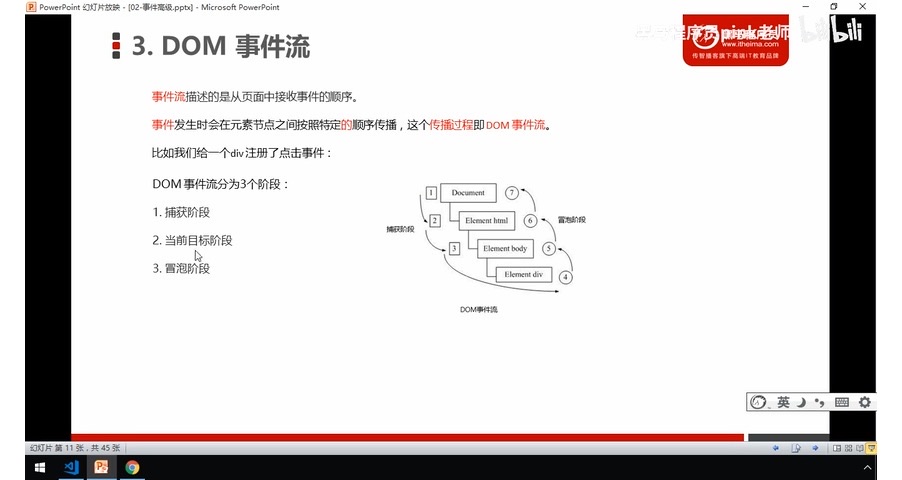 PowerPoint 幻灯片放映 - [02-事件高级.pptx] - Microsoft PowerPoint
3. DOM 事件流
pink老师
bilibili
www.itheima.com
传智播客旗下高端IT教育品牌
事件流描述的是从页面中接收事件的顺序。
事件发生时会在元素节点之间按照特定的顺序传播，这个传播过程即 DOM 事件流。
比如我们给一个div 注册了点击事件：
DOM 事件流分为3个阶段：
1. 捕获阶段
2. 当前目标阶段
3. 冒泡阶段
1 Document 7
2 Element html 6 冒泡阶段
捕获阶段
3 Element body 5
Element div 4
DOM事件流
英
幻灯片 第 11 张，共 45 张